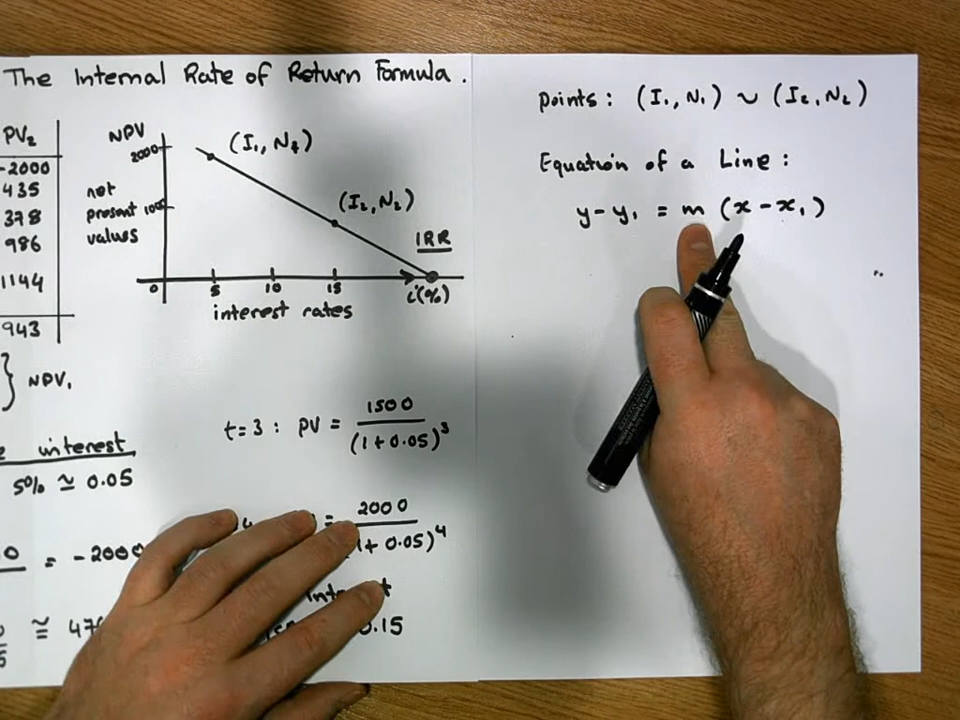 The Internal Rate of Return Formula.
PV₂
-2000
435
378
986
1144
943
} NPV₁
NPV
2000
(I₁, N₁)
not
present 1000
values
(I₂, N₂)
IRR
0 5 10 15 i(%)
interest rates
t=3 : PV = 1500
(1+0.05)³
interest
5% ≃ 0.05
2000
+ 0.05)⁴
= -2000
≅ 
0.15
points: (I₁, N₁) ~ (I₂, N₂)
Equation of a Line:
y-y₁ = m (x-x₁)